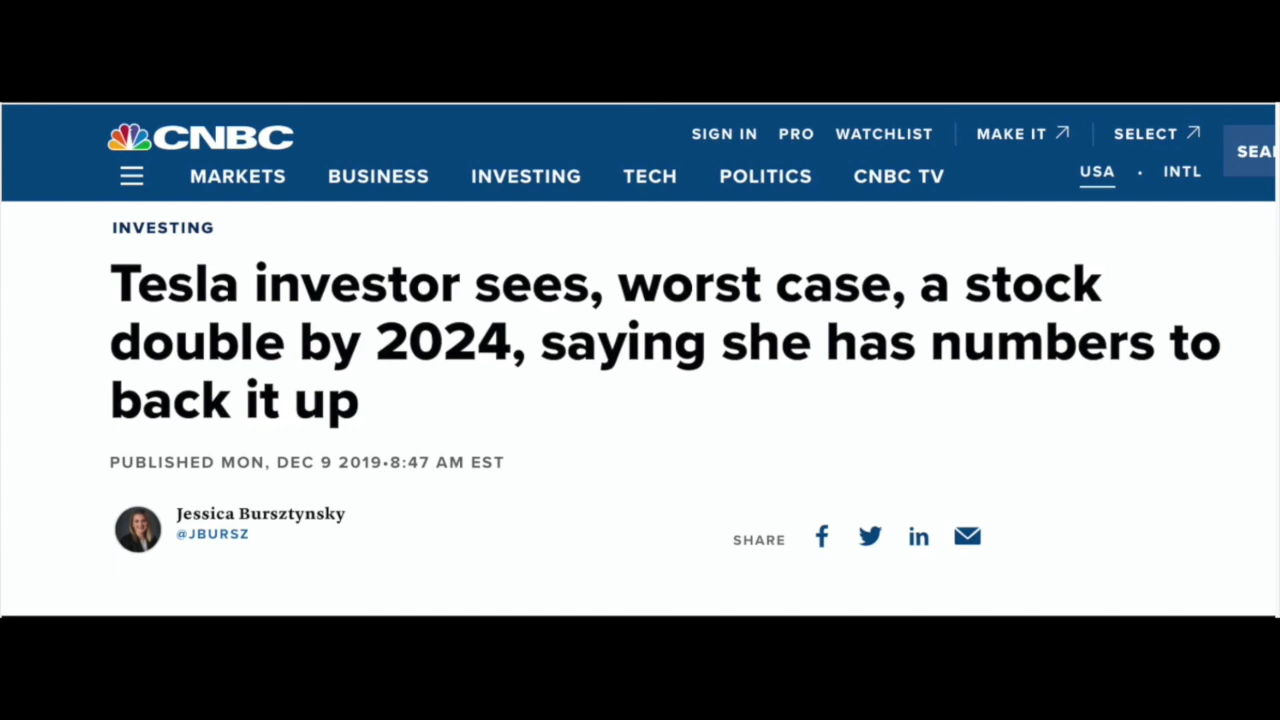 CNBC
SIGN IN PRO WATCHLIST MAKE IT SELECT
MARKETS BUSINESS INVESTING TECH POLITICS CNBC TV
USA · INTL
SEA
INVESTING
Tesla investor sees, worst case, a stock
double by 2024, saying she has numbers to
back it up
PUBLISHED MON, DEC 9 2019•8:47 AM EST
Jessica Bursztynsky
@JBURSZ
SHARE